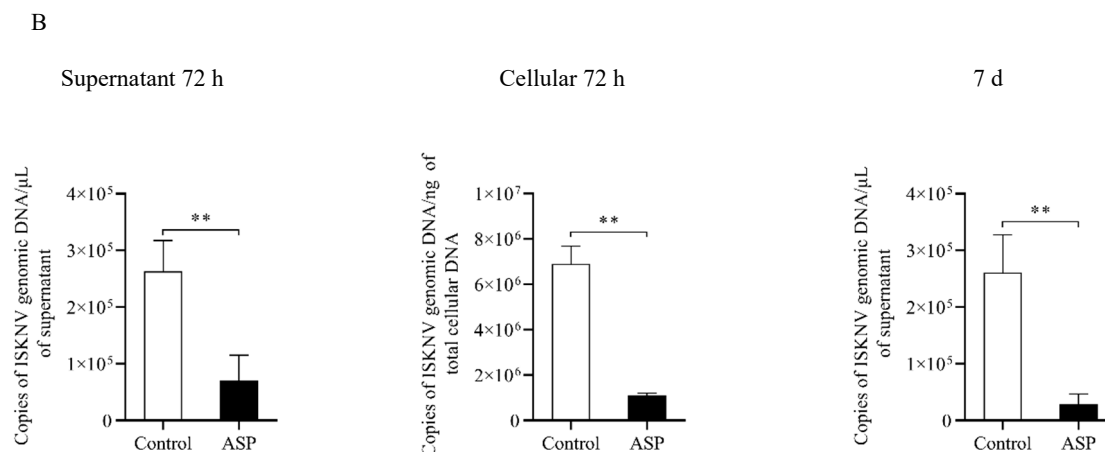 B
Supernatant 72 h
Copies of ISKNV genomic DNA/μL
of supernatant
4×10⁵
3×10⁵
2×10⁵
1×10⁵
0
**
Control
ASP
Cellular 72 h
Copies of ISKNV genomic DNA/ng of
total cellular DNA
1×10⁷
8×10⁶
6×10⁶
4×10⁶
2×10⁶
0
**
Control
ASP
7 d
Copies of ISKNV genomic DNA/μL
of supernatant
4×10⁵
3×10⁵
2×10⁵
1×10⁵
0
**
Control
ASP